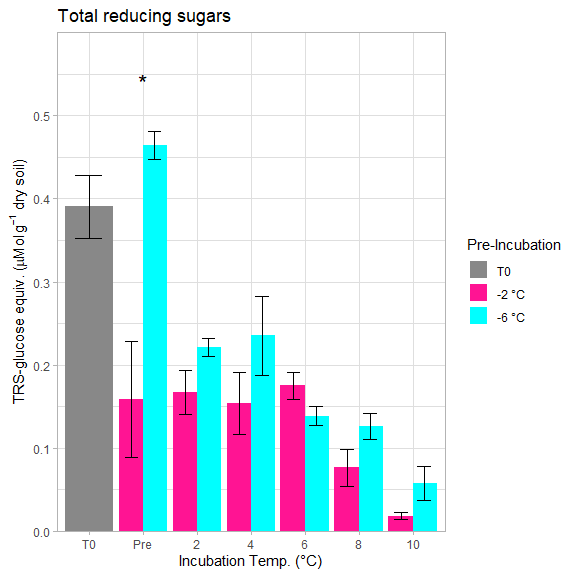 Total reducing sugars
*
TRS-glucose equiv. (μMol g⁻¹ dry soil)
0.5
0.4
0.3
0.2
0.1
0.0
T0 Pre 2 4 6 8 10
Incubation Temp. (°C)
Pre-Incubation
T0
-2 °C
-6 °C